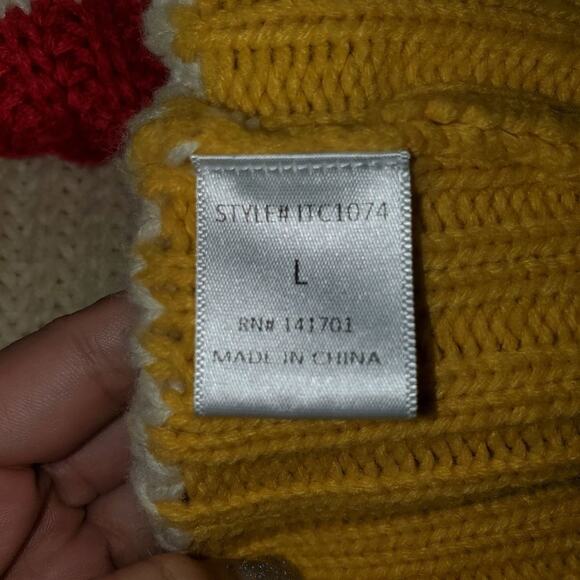 STYLE# ITC1074
L
RN# 141701
MADE IN CHINA